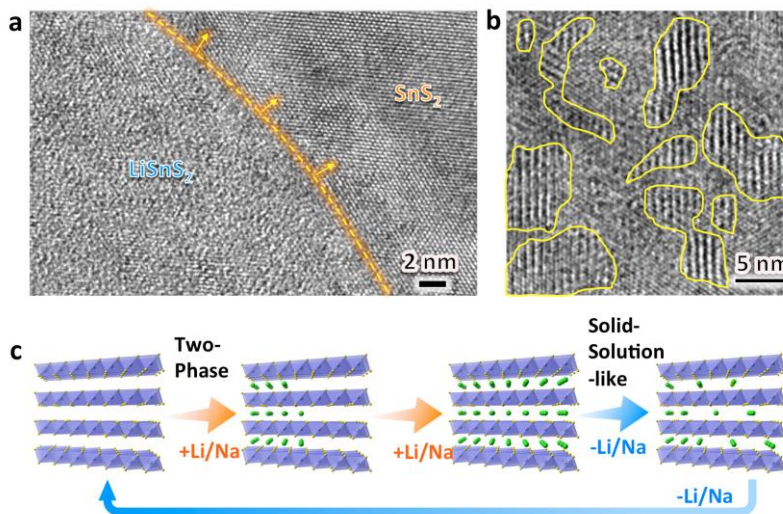 a
SnS2
LiSnS2
2 nm
b
5 nm
c
Two-
Phase
+Li/Na
+Li/Na
Solid-
Solution
-like
-Li/Na
-Li/Na